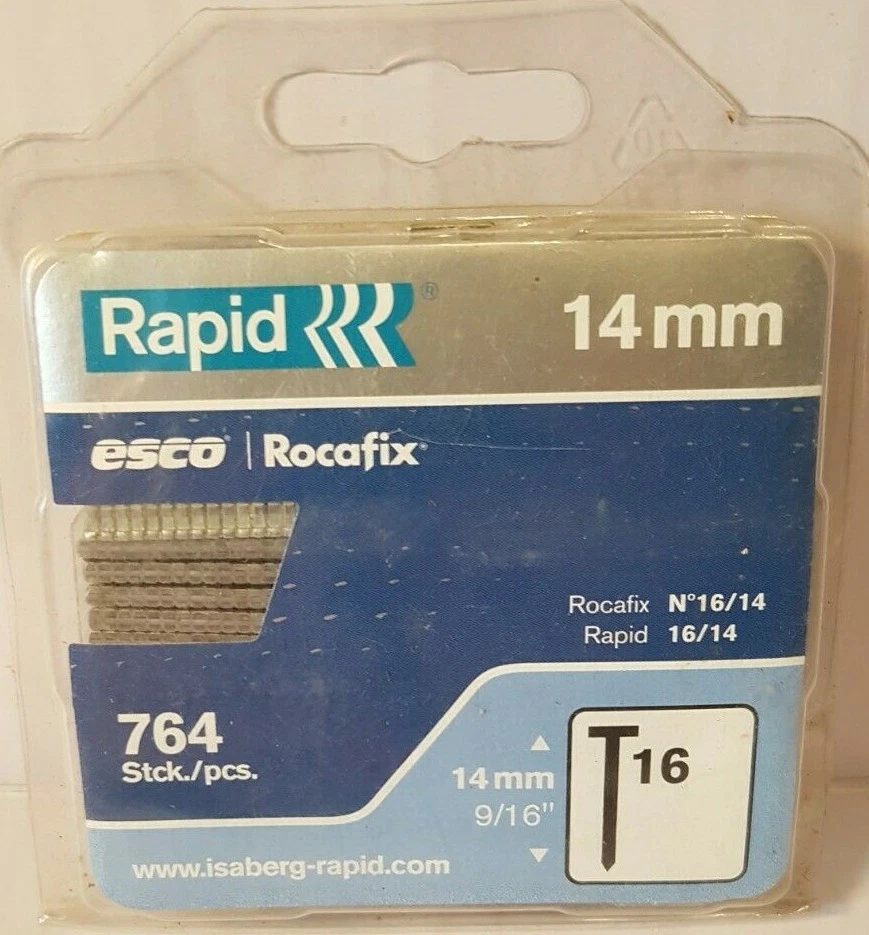 Rapid ®
14 mm
esco® | Rocafix®
Rocafix N°16/14
Rapid 16/14
764
Stck./pcs.
14 mm
9/16"
16
www.isaberg-rapid.com